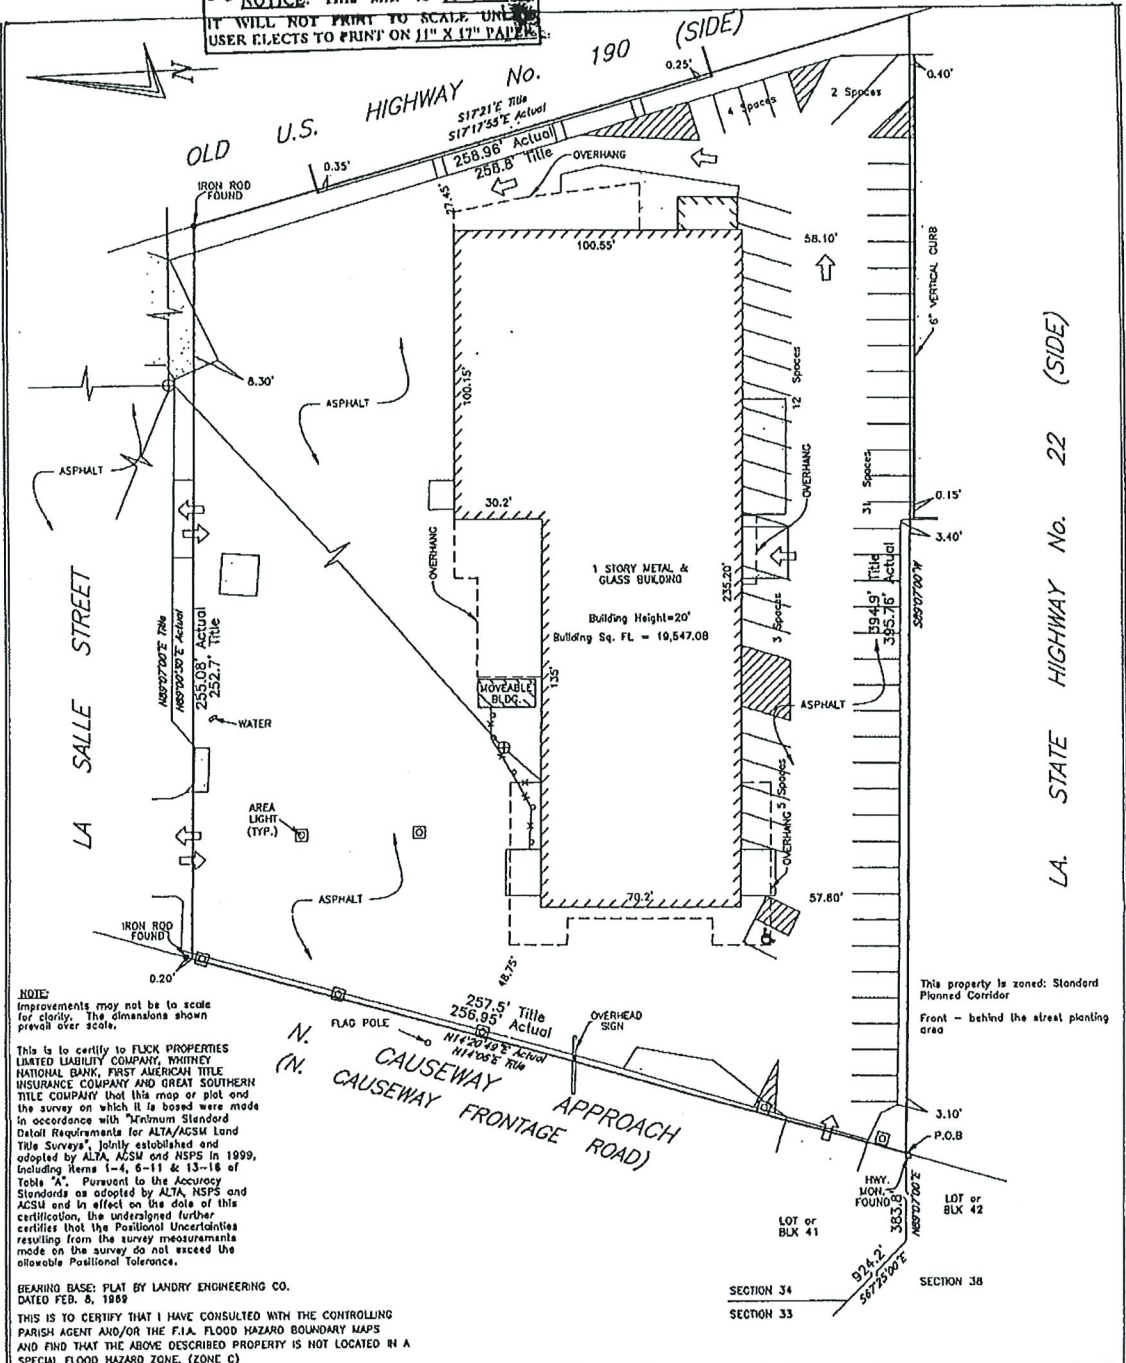 IT WILL NOT PRINT TO SCALE UNLESS
USER ELECTS TO PRINT ON 11" X 17" PAPER.
N
OLD U.S. HIGHWAY No. 190 (SIDE)
0.25'
0.40'
S17°21'E Title
S17°17'55"E Actual
258.96' Actual
258.8' Title
4 Spaces
2 Spaces
0.35'
IRON ROD
FOUND
OVERHANG
27.45'
100.55'
58.10'
6" VERTICAL CURB
8.30'
ASPHALT
100.15'
12 Spaces
ASPHALT
OVERHANG
31 Spaces
0.15'
30.2'
3.40'
OVERHANG
1 STORY METAL &
GLASS BUILDING
Building Height=20'
Building Sq. Ft. = 19,547.08
235.20'
3 Spaces
394.9' Title
395.76' Actual
S89°07'00"W
LA. STATE HIGHWAY No. 22 (SIDE)
LA SALLE STREET
N89°07'00"E Title
N89°00'50"E Actual
255.08' Actual
252.7' Title
135'
MOVEABLE
BLDG.
WATER
ASPHALT
AREA
LIGHT
(TYP.)
5 Spaces
OVERHANG
ASPHALT
70.2'
57.60'
IRON ROD
FOUND
0.20'
48.75'
257.5' Title
256.95' Actual
N14°20'49"E Actual
N14°05'E Title
FLAG POLE
OVERHEAD
SIGN
N. CAUSEWAY APPROACH
(N. CAUSEWAY FRONTAGE ROAD)
This property is zoned: Standard
Planned Corridor
Front - behind the street planting
area
3.10'
P.O.B
HWY.
MON.
FOUND
383.8'
N89°07'00"E
LOT or
BLK 42
LOT or
BLK 41
924.2'
S67°25'00"E
SECTION 38
SECTION 34
SECTION 33
NOTE:
Improvements may not be to scale
for clarity. The dimensions shown
prevail over scale.
This is to certify to FLICK PROPERTIES
LIMITED LIABILITY COMPANY, WHITNEY
NATIONAL BANK, FIRST AMERICAN TITLE
INSURANCE COMPANY AND GREAT SOUTHERN
TITLE COMPANY that this map or plat and
the survey on which it is based were made
in accordance with "Minimum Standard
Detail Requirements for ALTA/ACSM Land
Title Surveys", jointly established and
adopted by ALTA, ACSM and NSPS in 1999,
including items 1-4, 6-11 & 13-16 of
Table "A". Pursuant to the Accuracy
Standards as adopted by ALTA, NSPS and
ACSM and in effect on the date of this
certification, the undersigned further
certifies that the Positional Uncertainties
resulting from the survey measurements
made on the survey do not exceed the
allowable Positional Tolerance.
BEARING BASE: PLAT BY LANDRY ENGINEERING CO.
DATED FEB. 8, 1989
THIS IS TO CERTIFY THAT I HAVE CONSULTED WITH THE CONTROLLING
PARISH AGENT AND/OR THE F.I.A. FLOOD HAZARD BOUNDARY MAPS
AND FIND THAT THE ABOVE DESCRIBED PROPERTY IS NOT LOCATED IN A
SPECIAL FLOOD HAZARD ZONE. (ZONE C)